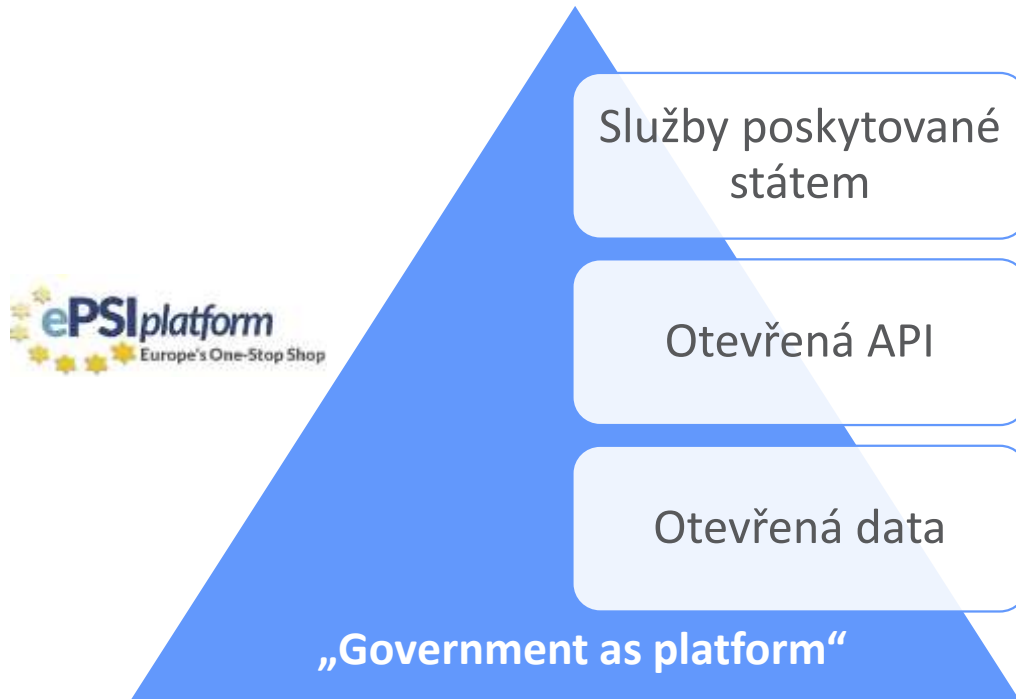 Služby poskytované
státem
ePSIplatform
Europe's One-Stop Shop
Otevřená API
Otevřená data
„Government as platform“